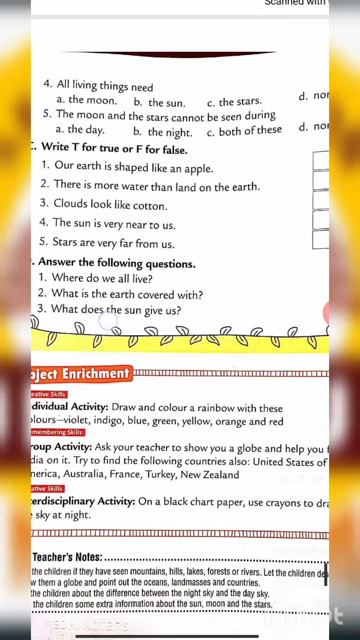 Scanned with
4. All living things need
a. the moon. b. the sun. c. the stars. d. nor
5. The moon and the stars cannot be seen during
a. the day. b. the night. c. both of these d. nor
C. Write T for true or F for false.
1. Our earth is shaped like an apple.
2. There is more water than land on the earth.
3. Clouds look like cotton.
4. The sun is very near to us.
5. Stars are very far from us.
. Answer the following questions.
1. Where do we all live?
2. What is the earth covered with?
3. What does the sun give us?
bject Enrichment
eative Skills
dividual Activity: Draw and colour a rainbow with these
olours—violet, indigo, blue, green, yellow, orange and red
emembering Skills
roup Activity: Ask your teacher to show you a globe and help you f
dia on it. Try to find the following countries also: United States of
nerica, Australia, France, Turkey, New Zealand
eative Skills
terdisciplinary Activity: On a black chart paper, use crayons to dra
e sky at night.
Teacher's Notes:
the children if they have seen mountains, hills, lakes, forests or rivers. Let the children de
w them a globe and point out the oceans, landmasses and countries.
the children about the difference between the night sky and the day sky.
the children some extra information about the sun, moon and the stars.